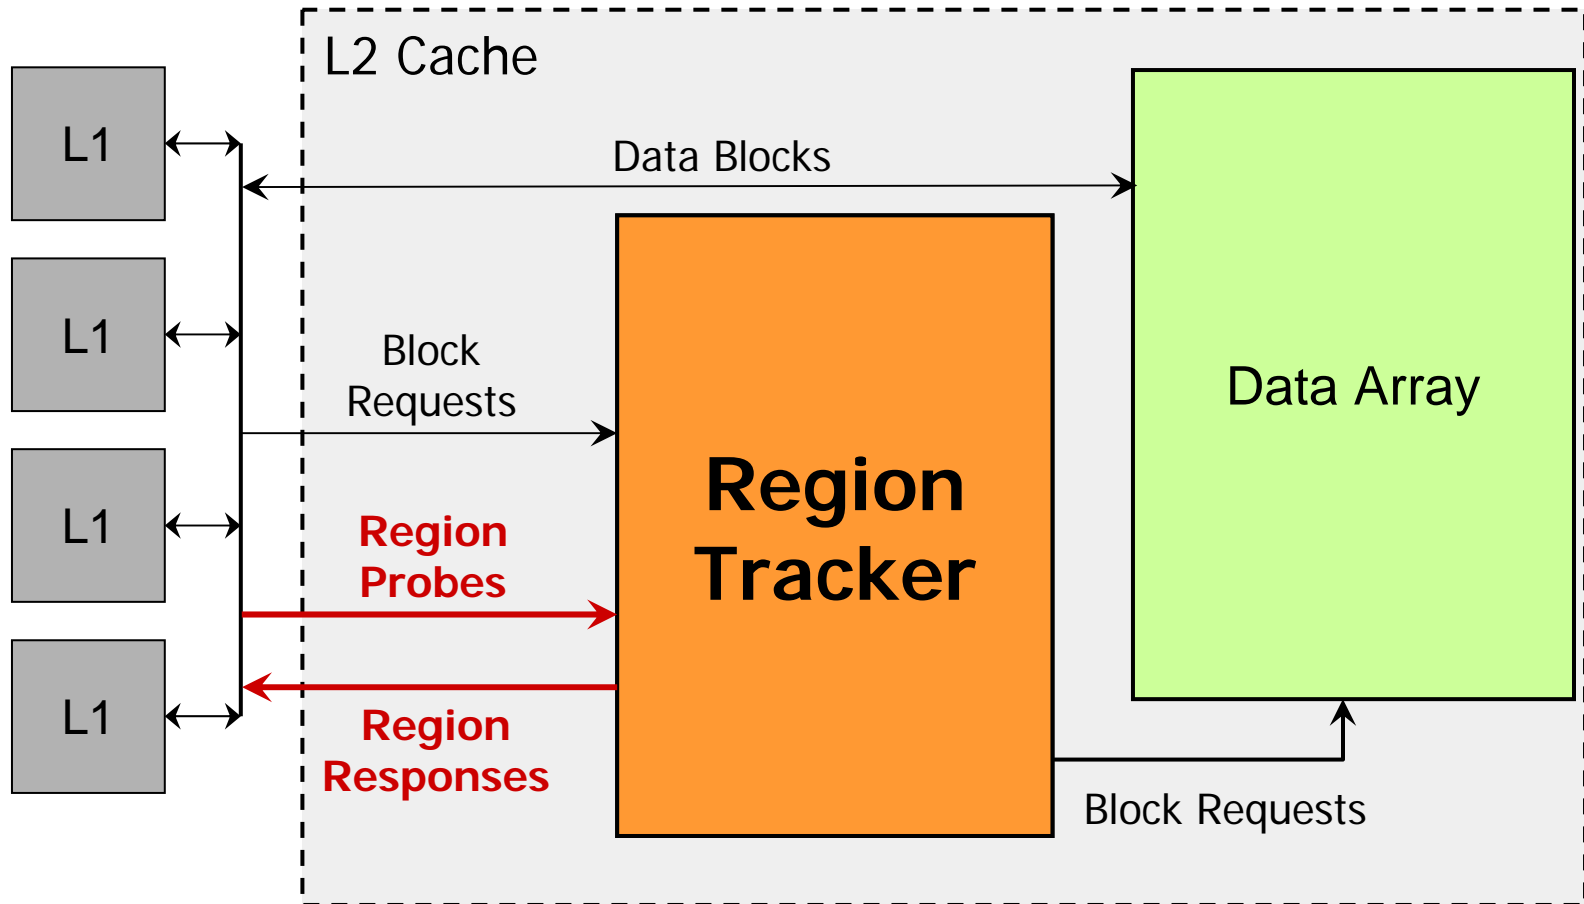 L2 Cache
L1
L1
L1
L1
Data Blocks
Block
Requests
Region
Probes
Region
Responses
Region
Tracker
Data Array
Block Requests